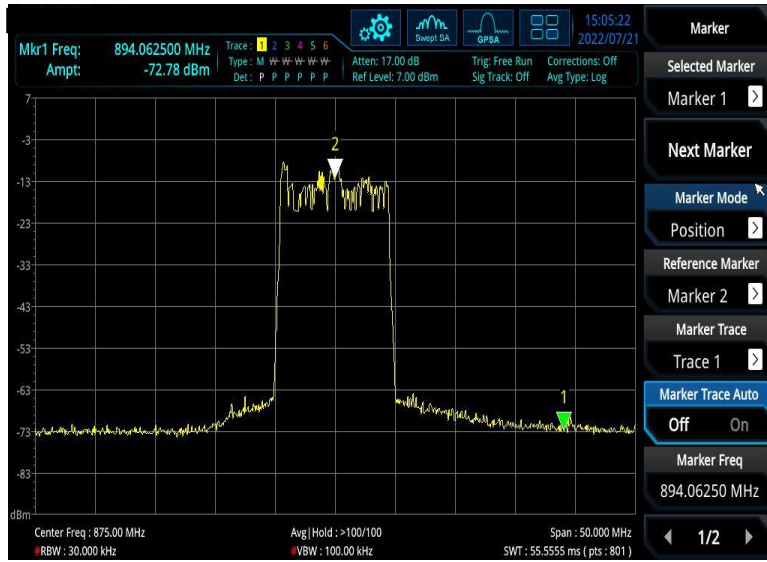 Mkr1 Freq: 894.062500 MHz
Ampt: -72.78 dBm
Trace: 1 2 3 4 5 6
Type: M W W W W W
Det: P P P P P P
Swept SA
GPSA
15:05:22
2022/07/21
Atten: 17.00 dB
Ref Level: 7.00 dBm
Trig: Free Run
Sig Track: Off
Corrections: Off
Avg Type: Log
7
-3
-13
-23
-33
-43
-53
-63
-73
-83
dBm
2
1
Center Freq : 875.00 MHz
Avg|Hold : >100/100
Span : 50.000 MHz
#RBW : 30.000 kHz
#VBW : 100.00 kHz
SWT : 55.5555 ms ( pts : 801 )
Marker
Selected Marker
Marker 1
Next Marker
Marker Mode
Position
Reference Marker
Marker 2
Marker Trace
Trace 1
Marker Trace Auto
Off On
Marker Freq
894.06250 MHz
1/2